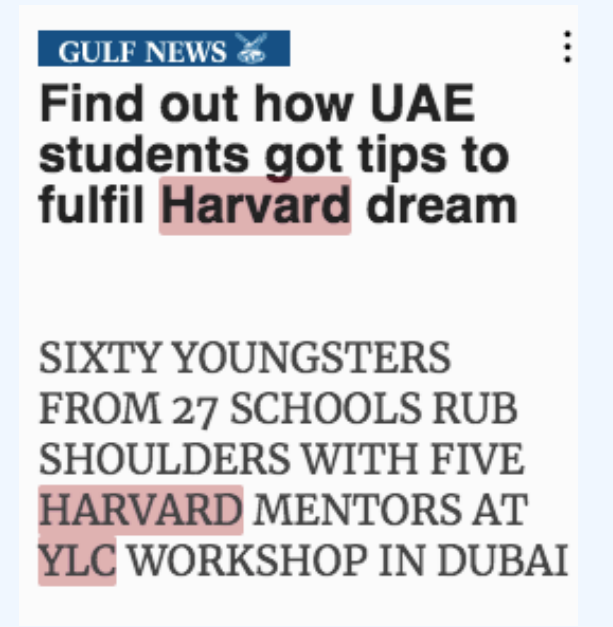 GULF NEWS
Find out how UAE
students got tips to
fulfil Harvard dream
SIXTY YOUNGSTERS
FROM 27 SCHOOLS RUB
SHOULDERS WITH FIVE
HARVARD MENTORS AT
YLC WORKSHOP IN DUBAI